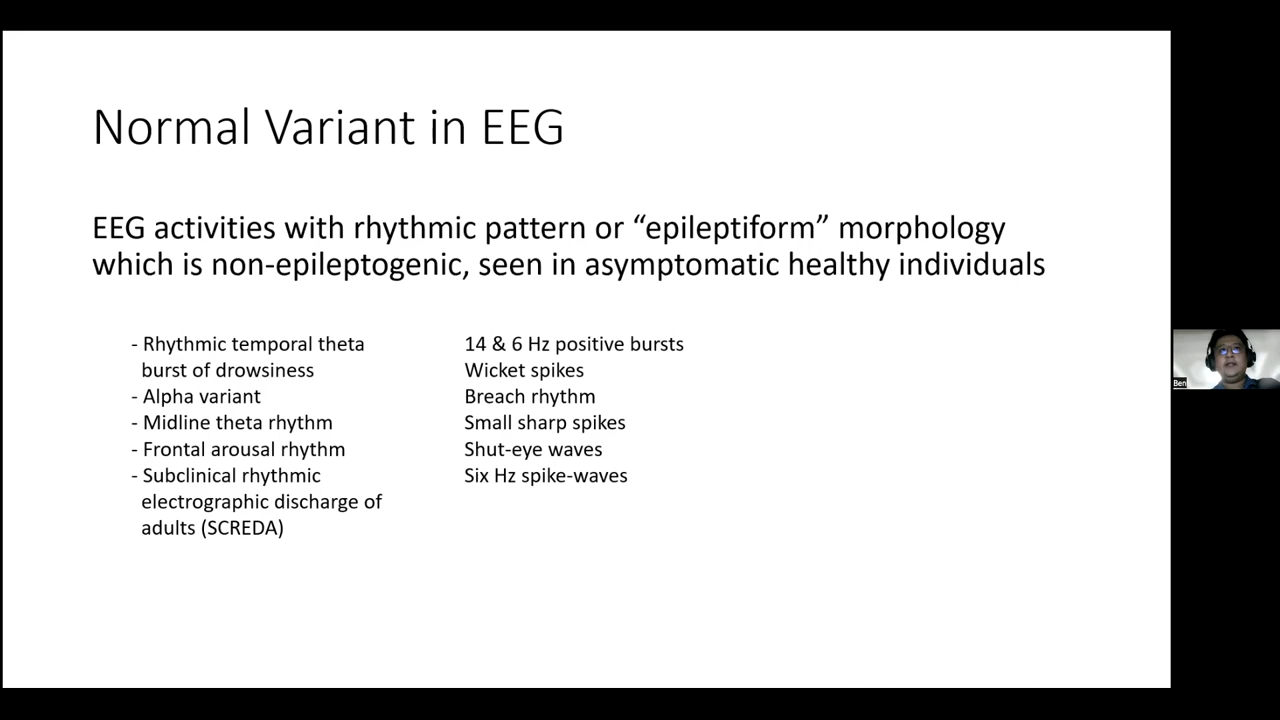 Normal Variant in EEG
EEG activities with rhythmic pattern or “epileptiform” morphology
which is non-epileptogenic, seen in asymptomatic healthy individuals
- Rhythmic temporal theta
burst of drowsiness
- Alpha variant
- Midline theta rhythm
- Frontal arousal rhythm
- Subclinical rhythmic
electrographic discharge of
adults (SCREDA)
14 & 6 Hz positive bursts
Wicket spikes
Breach rhythm
Small sharp spikes
Shut-eye waves
Six Hz spike-waves
Ben